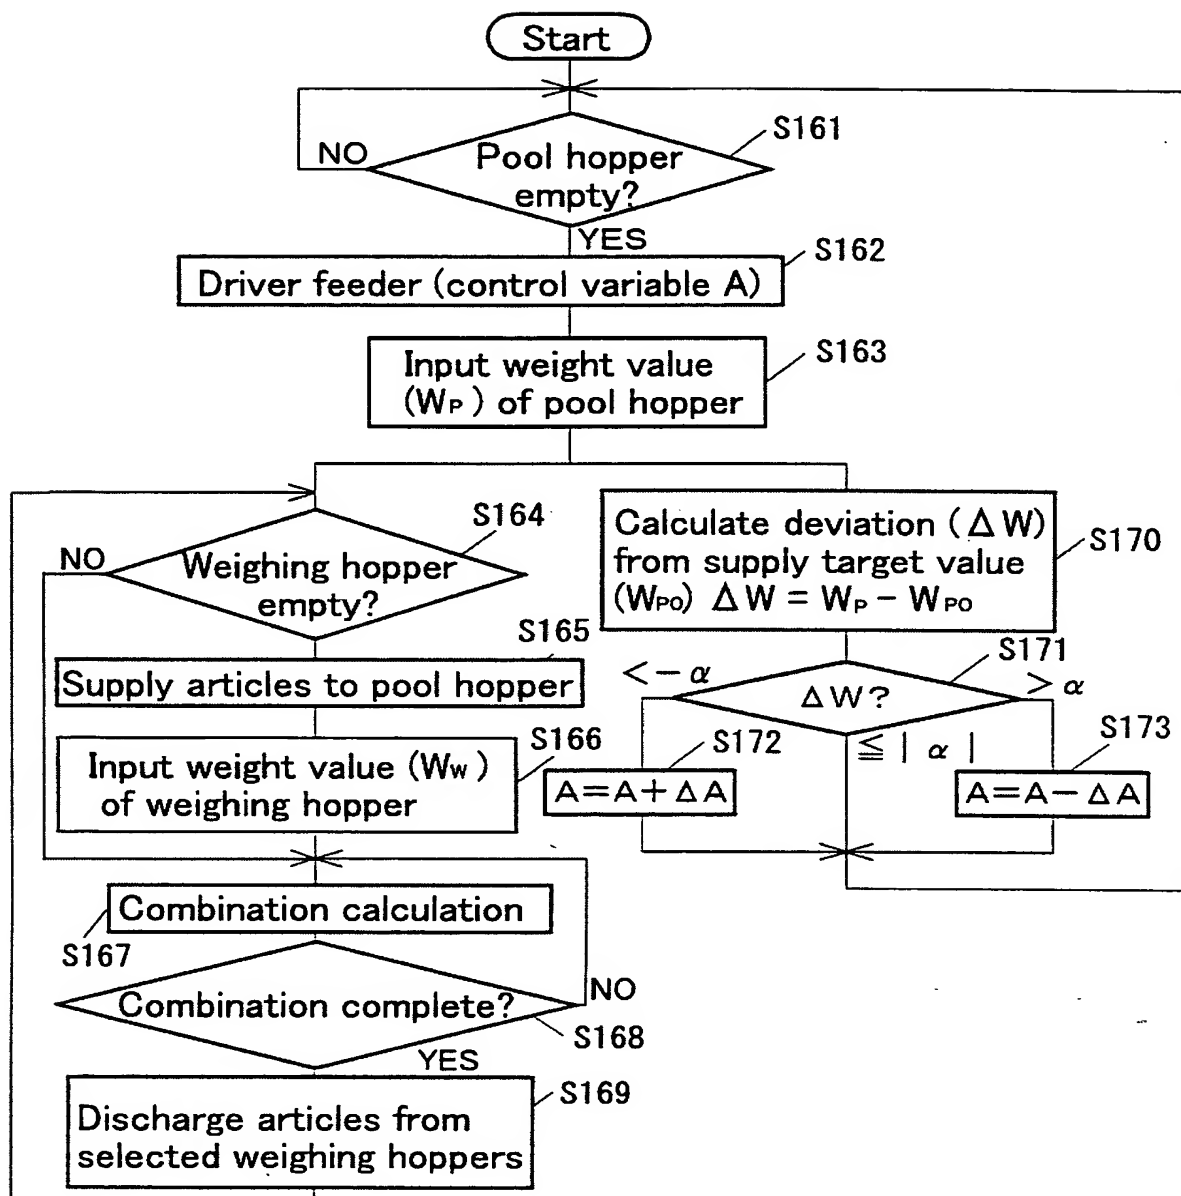 Start
S161
NO
Pool hopper
empty?
YES
S162
Driver feeder (control variable A)
S163
Input weight value
(WP) of pool hopper
S164
NO
Weighing hopper
empty?
S165
Supply articles to pool hopper
S166
Input weight value (Ww)
of weighing hopper
Combination calculation
S167
Combination complete?
NO
S168
YES
S169
Discharge articles from
selected weighing hoppers
Calculate deviation (ΔW)
from supply target value
(WPO) ΔW = WP − WPO
S170
S171
< − α
ΔW?
> α
≦ | α |
S172
A=A+ΔA
S173
A=A−ΔA